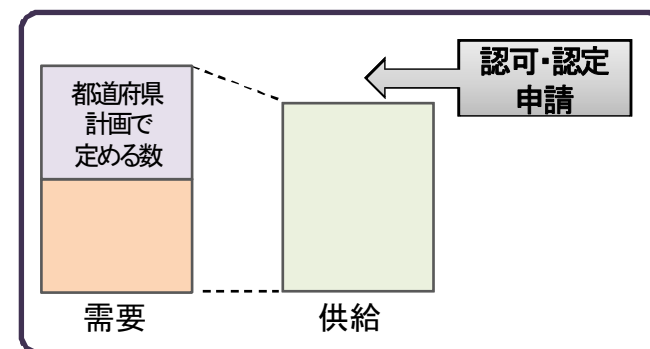 都道府県
計画で
定める数
認可・認定
申請
需要
供給